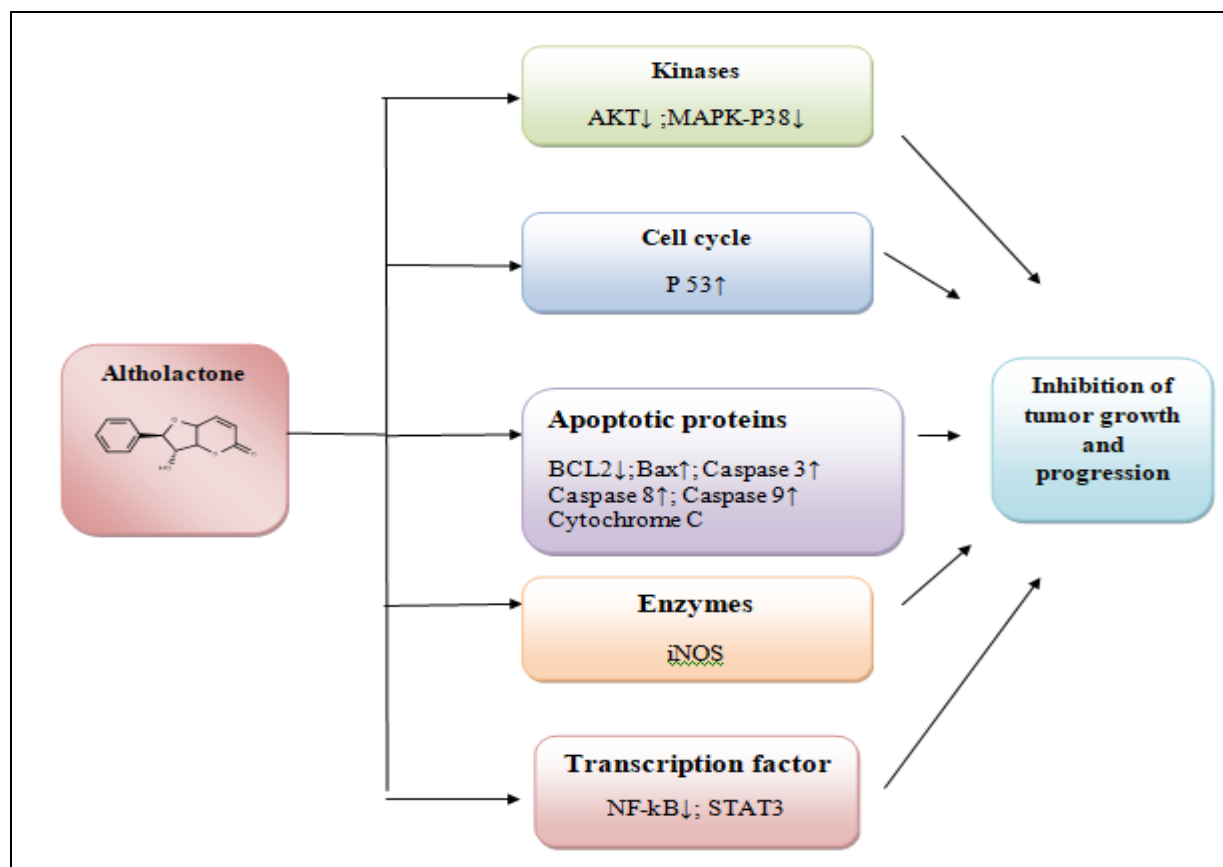 Kinases
AKT↓ ;MAPK-P38↓
Cell cycle
P 53↑
Altholactone
Apoptotic proteins
BCL2↓;Bax↑; Caspase 3↑
Caspase 8↑; Caspase 9↑
Cytochrome C
Enzymes
iNOS
Transcription factor
NF-kB↓; STAT3
Inhibition of
tumor growth
and
progression